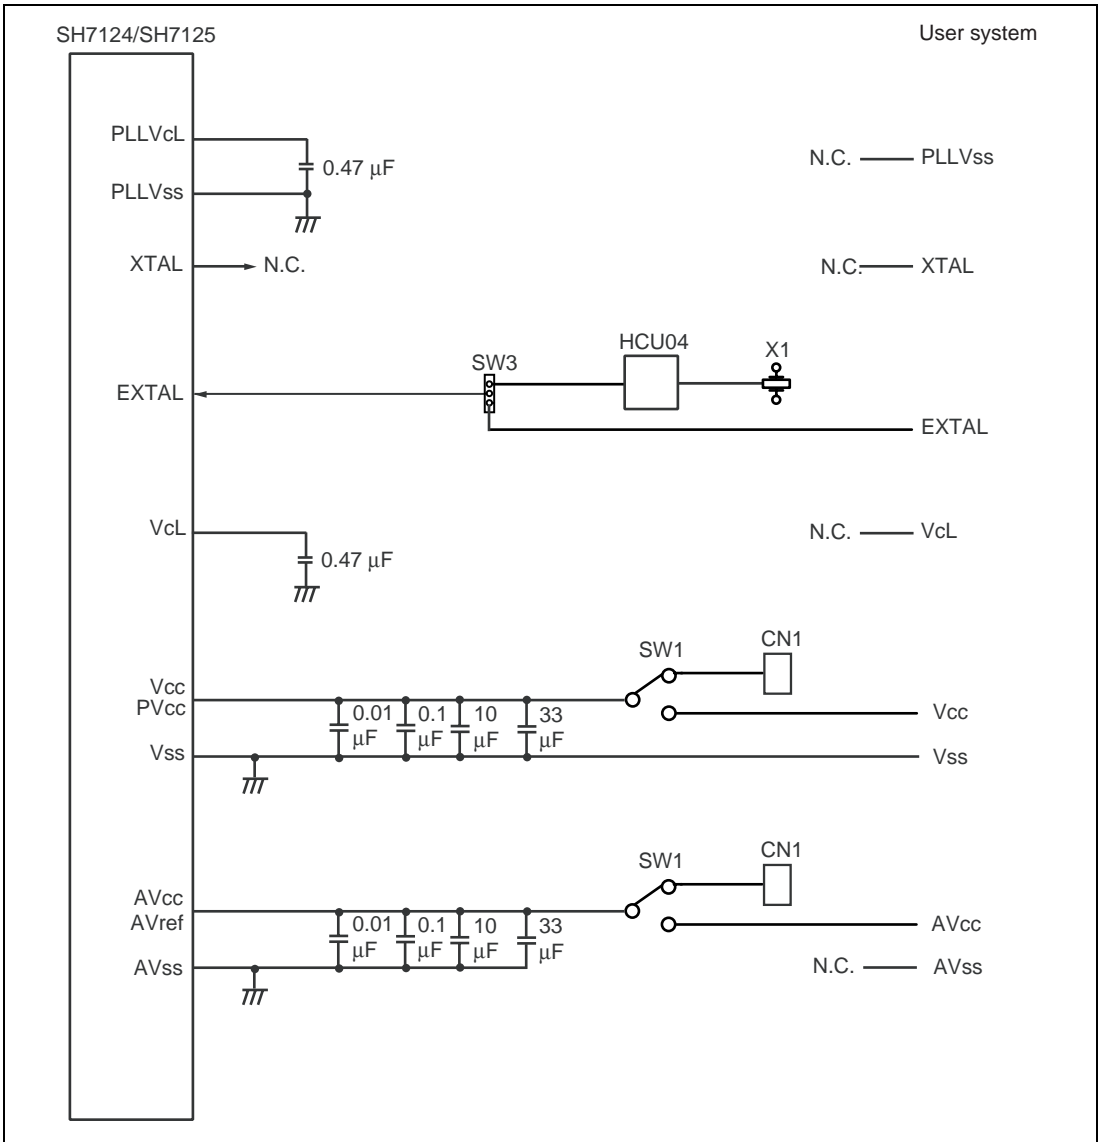 SH7124/SH7125
User system
PLLVcL
0.47 μF
N.C.
PLLVss
PLLVss
XTAL
N.C.
N.C.
XTAL
HCU04
X1
SW3
EXTAL
EXTAL
VcL
0.47 μF
N.C.
VcL
SW1
CN1
Vcc
PVcc
0.01
μF
0.1
μF
10
μF
33
μF
Vcc
Vss
Vss
SW1
CN1
AVcc
AVref
0.01
μF
0.1
μF
10
μF
33
μF
AVcc
AVss
N.C.
AVss